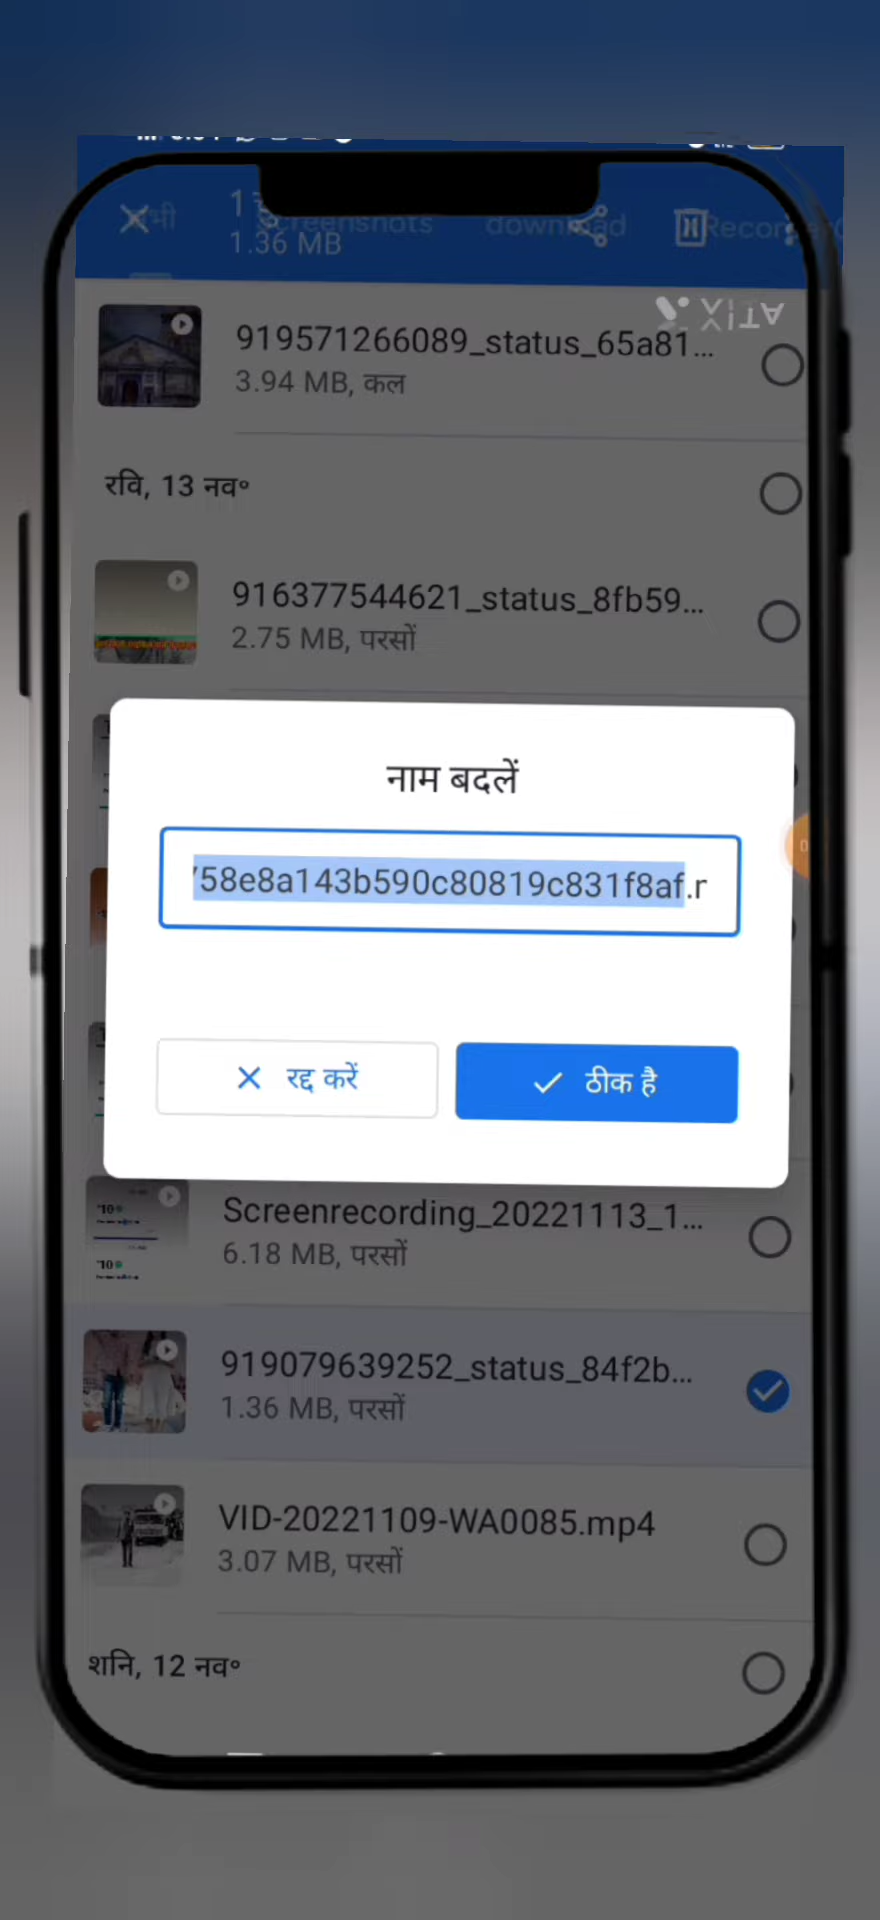 1.36 MB
Screenshots
download
919571266089_status_65a81...
3.94 MB, कल
रवि, 13 नव॰
916377544621_status_8fb59...
2.75 MB, परसों
नाम बदलें
58e8a143b590c80819c831f8af.r
रद्द करें
ठीक है
Screenrecording_20221113_1...
6.18 MB, परसों
919079639252_status_84f2b...
1.36 MB, परसों
VID-20221109-WA0085.mp4
3.07 MB, परसों
शनि, 12 नव॰